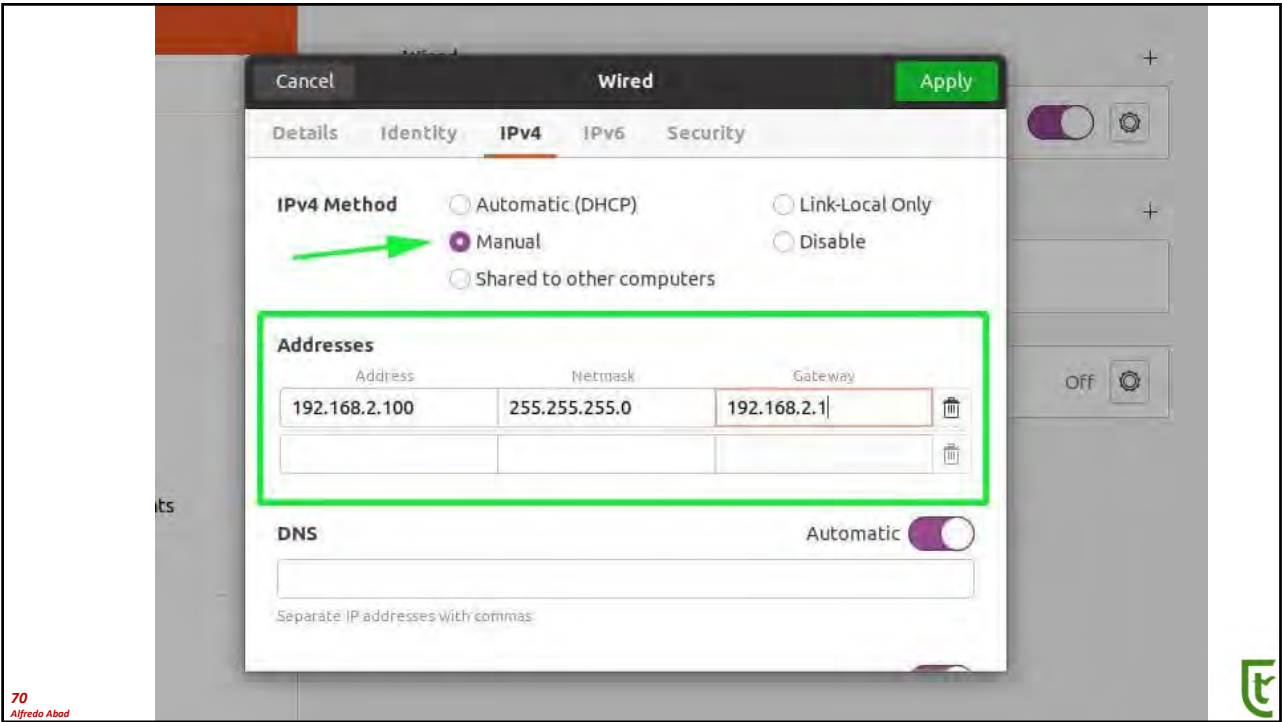 Wired
Cancel Wired Apply
Details Identity IPv4 IPv6 Security
IPv4 Method Automatic (DHCP) Link-Local Only
Manual Disable
Shared to other computers
Addresses
Address Netmask Gateway
192.168.2.100 255.255.255.0 192.168.2.1
Off
ts
DNS Automatic
Separate IP addresses with commas
70
Alfredo Abad